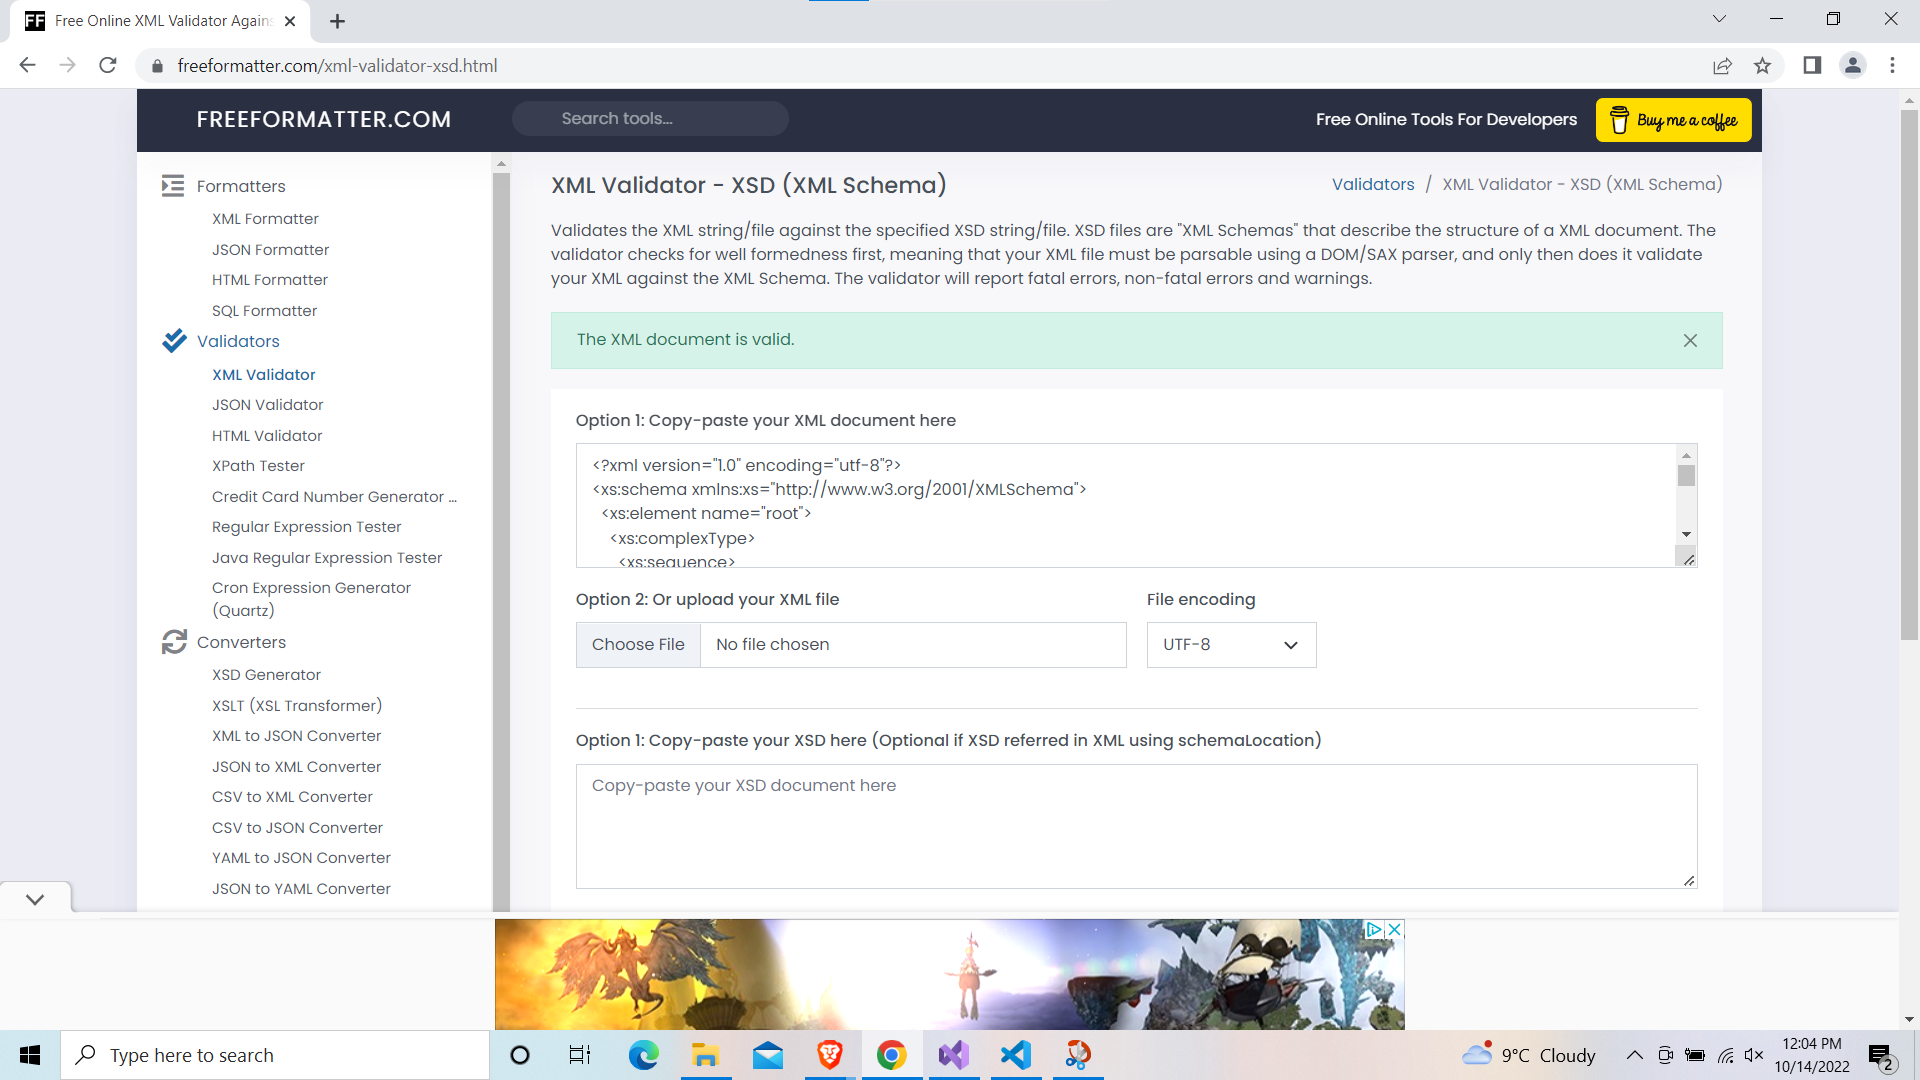 FF Free Online XML Validator Again
freeformatter.com/xml-validator-xsd.html
FREEFORMATTER.COM
Search tools...
Free Online Tools For Developers
Buy me a coffee
Formatters
XML Formatter
JSON Formatter
HTML Formatter
SQL Formatter
Validators
XML Validator
JSON Validator
HTML Validator
XPath Tester
Credit Card Number Generator ...
Regular Expression Tester
Java Regular Expression Tester
Cron Expression Generator
(Quartz)
Converters
XSD Generator
XSLT (XSL Transformer)
XML to JSON Converter
JSON to XML Converter
CSV to XML Converter
CSV to JSON Converter
YAML to JSON Converter
JSON to YAML Converter
XML Validator - XSD (XML Schema)
Validators / XML Validator - XSD (XML Schema)
Validates the XML string/file against the specified XSD string/file. XSD files are "XML Schemas" that describe the structure of a XML document. The
validator checks for well formedness first, meaning that your XML file must be parsable using a DOM/SAX parser, and only then does it validate
your XML against the XML Schema. The validator will report fatal errors, non-fatal errors and warnings.
The XML document is valid.
Option 1: Copy-paste your XML document here
<?xml version="1.0" encoding="utf-8"?>
<xs:schema xmlns:xs="http://www.w3.org/2001/XMLSchema">
<xs:element name="root">
<xs:complexType>
<xs:sequence>
Option 2: Or upload your XML file
File encoding
Choose File No file chosen
UTF-8
Option 1: Copy-paste your XSD here (Optional if XSD referred in XML using schemaLocation)
Copy-paste your XSD document here
Type here to search
9°C Cloudy
12:04 PM
10/14/2022
2